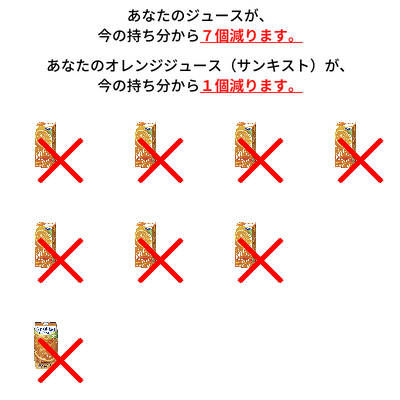 あなたのジュースが、
今の持ち分から７個減ります。
あなたのオレンジジュース（サンキスト）が、
今の持ち分から１個減ります。